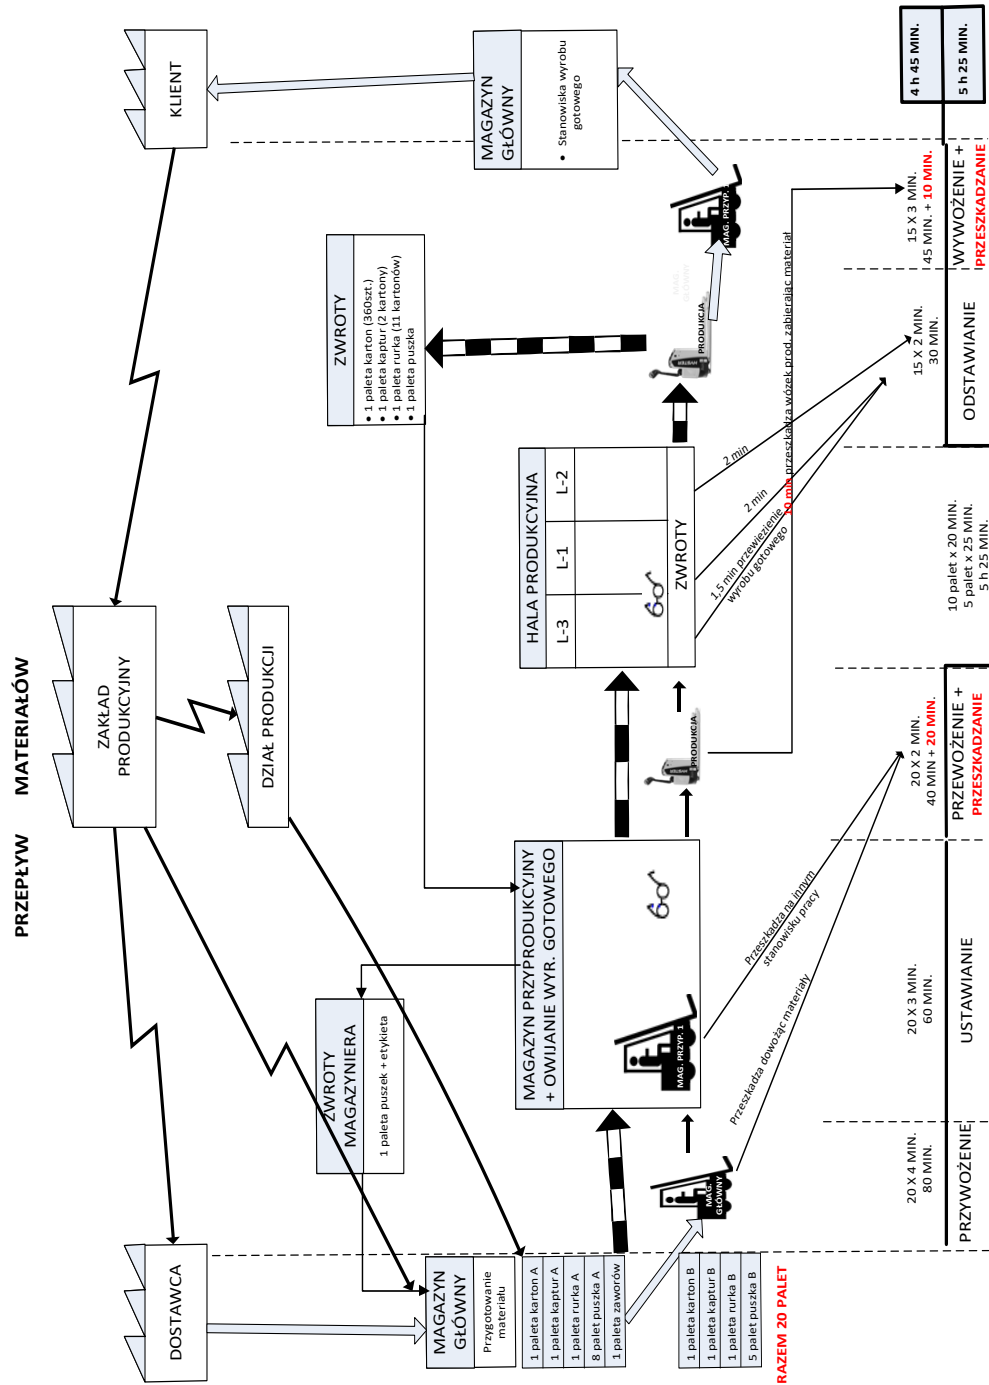 PRZEPŁYW MATERIAŁÓW
DOSTAWCA
ZAKŁAD
PRODUKCYJNY
KLIENT
DZIAŁ PRODUKCJI
ZWROTY
MAGAZYNIERA
1 paleta puszek + etykieta
ZWROTY
• 1 paleta karton (360szt.)
• 1 paleta kaptur (2 kartony)
• 1 paleta rurka (11 kartonów)
• 1 paleta puszka
MAGAZYN
GŁÓWNY
Przygotowanie
materiału
1 paleta karton A
1 paleta kaptur A
1 paleta rurka A
8 palet puszka A
1 paleta zaworów
1 paleta karton B
1 paleta kaptur B
1 paleta rurka B
5 palet puszka B
RAZEM 20 PALET
MAG.
GŁÓWNY
MAGAZYN PRZYPRODUKCYJNY
+ OWIJANIE WYR. GOTOWEGO
MAG. PRZYP. 1
PRODUKCJA
HALA PRODUKCYJNA
L-3
L-1
L-2
ZWROTY
PRODUKCJA
MAG.
GŁÓWNY
MAG. PRZYP.
MAGAZYN
GŁÓWNY
• Stanowiska wyrobu
gotowego
Przeszkadza dowożąc materiały
Przeszkadza na innym
stanowisku pracy
1,5 min przewiezienie
wyrobu gotowego
2 min
2 min
10 min przeszkadza wózek prod. zabierając materiał
20 X 4 MIN.
80 MIN.
PRZYWOŻENIE
20 X 3 MIN.
60 MIN.
USTAWIANIE
20 X 2 MIN.
40 MIN + 20 MIN.
PRZEWOŻENIE +
PRZESZKADZANIE
10 palet x 20 MIN.
5 palet x 25 MIN.
5 h 25 MIN.
15 X 2 MIN.
30 MIN.
ODSTAWIANIE
15 X 3 MIN.
45 MIN. + 10 MIN.
WYWOŻENIE +
PRZESZKADZANIE
4 h 45 MIN.
5 h 25 MIN.